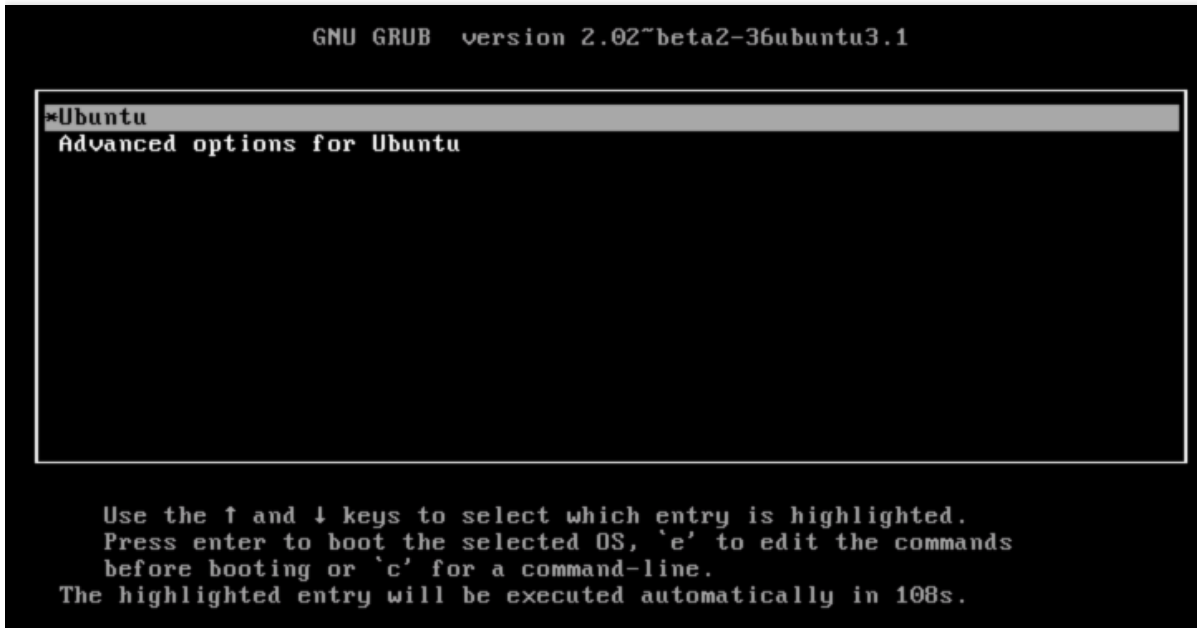 GNU GRUB  version 2.02~beta2-36ubuntu3.1
*Ubuntu
Advanced options for Ubuntu
Use the ↑ and ↓ keys to select which entry is highlighted.
Press enter to boot the selected OS, `e' to edit the commands
before booting or `c' for a command-line.
The highlighted entry will be executed automatically in 108s.